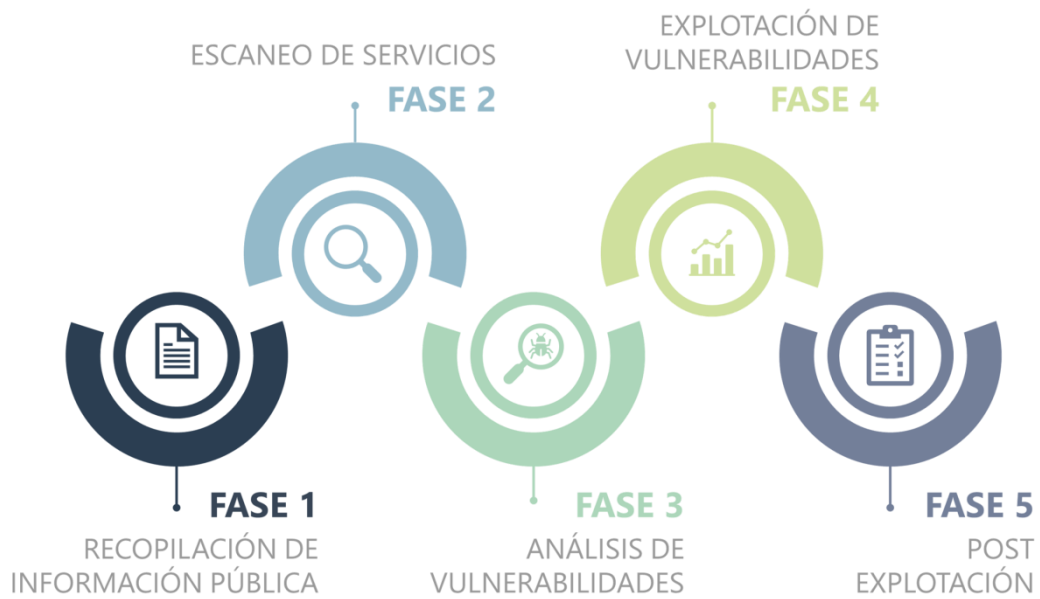 FASE 1
RECOPILACIÓN DE
INFORMACIÓN PÚBLICA
ESCANEO DE SERVICIOS
FASE 2
FASE 3
ANÁLISIS DE
VULNERABILIDADES
EXPLOTACIÓN DE
VULNERABILIDADES
FASE 4
FASE 5
POST
EXPLOTACIÓN